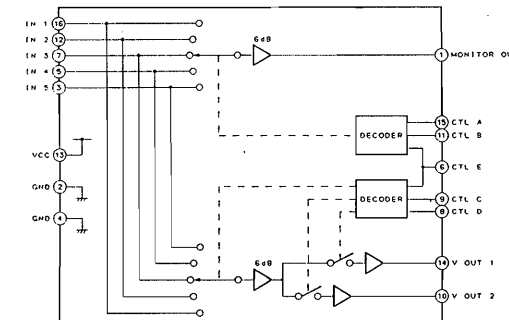 IN 1 16
IN 2 12
IN 3 7
IN 4 5
IN 5 3
6dB
1 MONITOR O1
15 CTL A
DECODER
11 CTL B
VCC 13
6 CTL E
GND 2
DECODER
9 CTL C
8 CTL D
GND 4
6dB
14 V OUT 1
10 V OUT 2